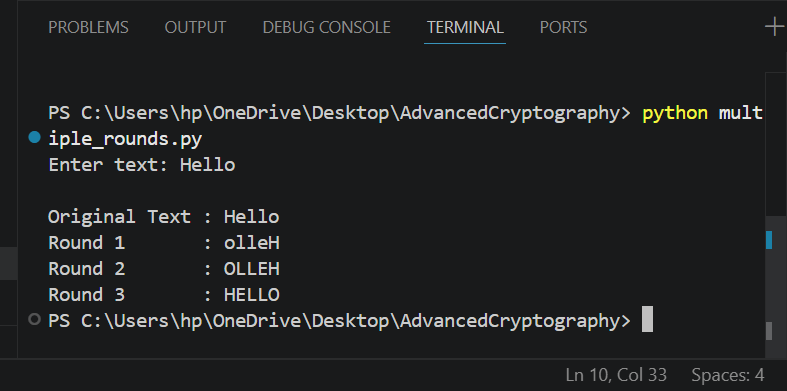 PROBLEMS OUTPUT DEBUG CONSOLE TERMINAL PORTS
PS C:\Users\hp\OneDrive\Desktop\AdvancedCryptography> python mult
iple_rounds.py
Enter text: Hello
Original Text : Hello
Round 1       : olleH
Round 2       : OLLEH
Round 3       : HELLO
PS C:\Users\hp\OneDrive\Desktop\AdvancedCryptography>
Ln 10, Col 33 Spaces: 4